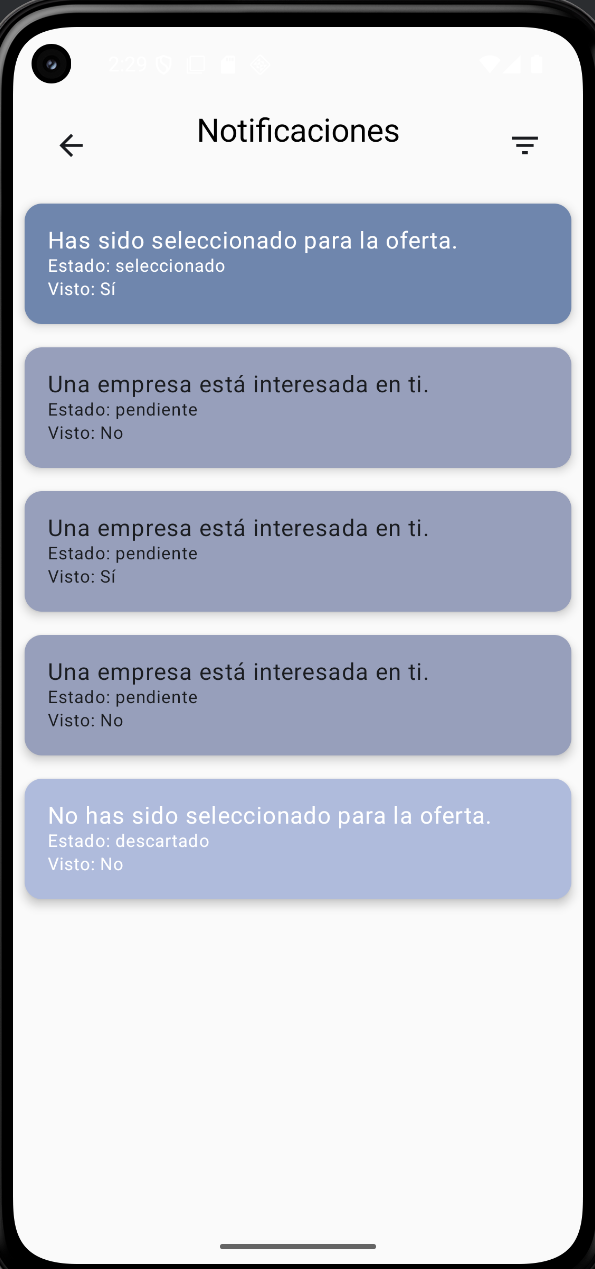 2:29
Notificaciones
Has sido seleccionado para la oferta.
Estado: seleccionado
Visto: Sí
Una empresa está interesada en ti.
Estado: pendiente
Visto: No
Una empresa está interesada en ti.
Estado: pendiente
Visto: Sí
Una empresa está interesada en ti.
Estado: pendiente
Visto: No
No has sido seleccionado para la oferta.
Estado: descartado
Visto: No